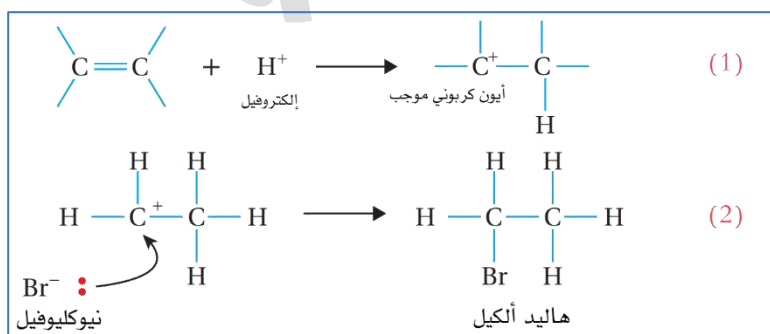 C=C + H⁺ → C⁺—C (1)
إلكتروفيل
أيون كربوني موجب
H
H H H H
H—C⁺—C—H → H—C—C—H (2)
H Br H
Br⁻ :
نيوكليوفيل
هاليد ألكيل